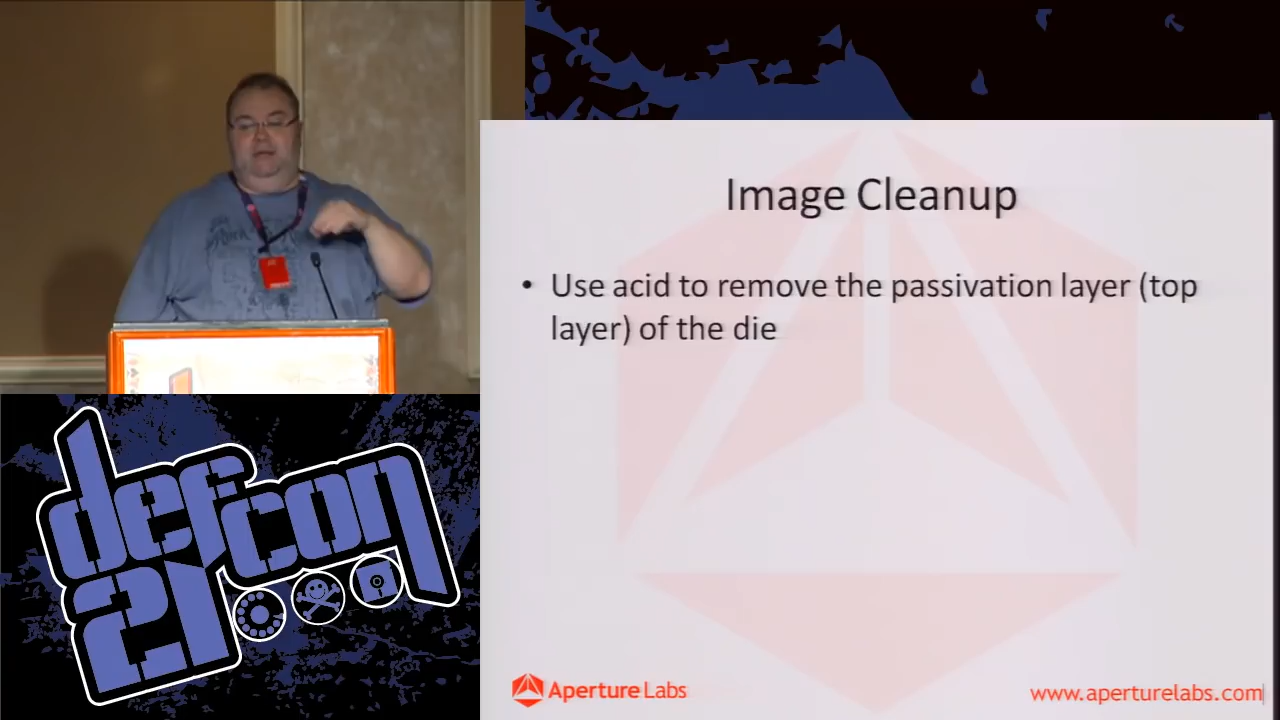 Image Cleanup
• Use acid to remove the passivation layer (top
layer) of the die
defcon
21
Aperture Labs
www.aperturelabs.com